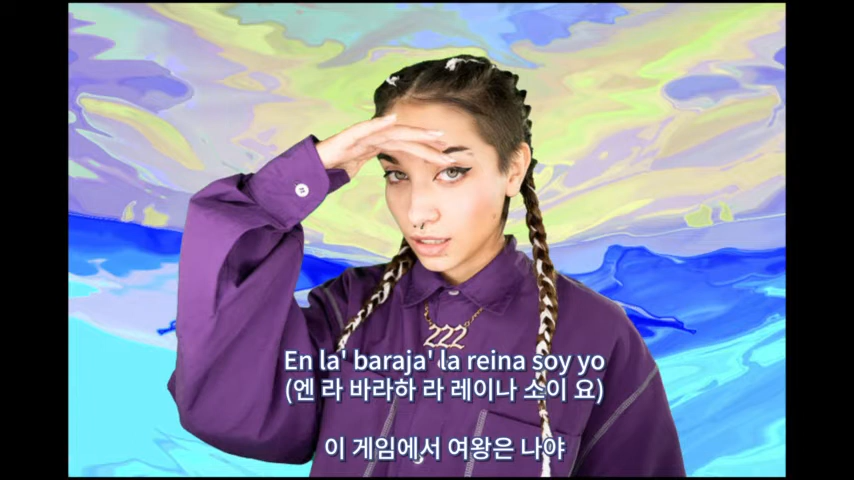 222
En la' baraja' la reina soy yo
(엔 라 바라하 라 레이나 소이 요)
이 게임에서 여왕은 나야